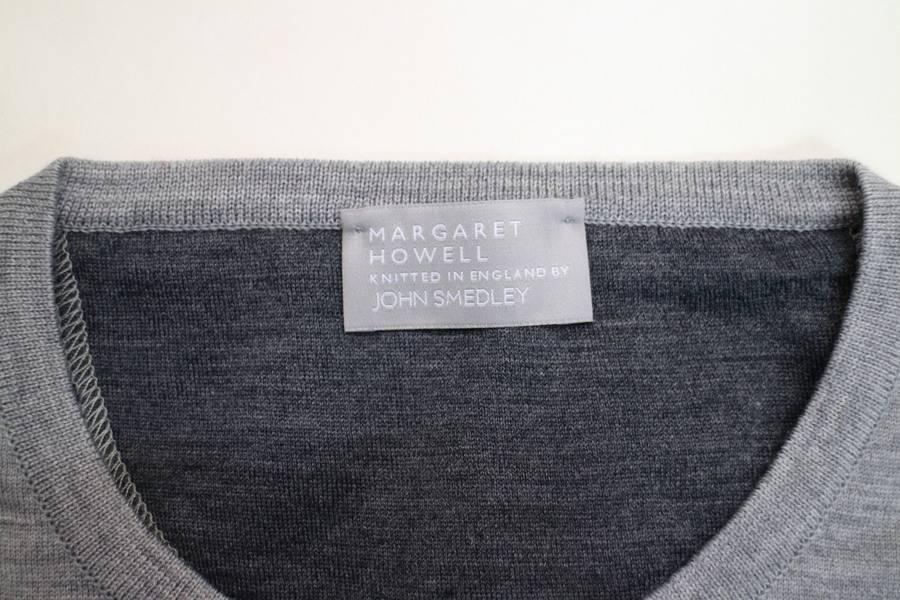 MARGARET
HOWELL
KNITTED IN ENGLAND BY
JOHN SMEDLEY